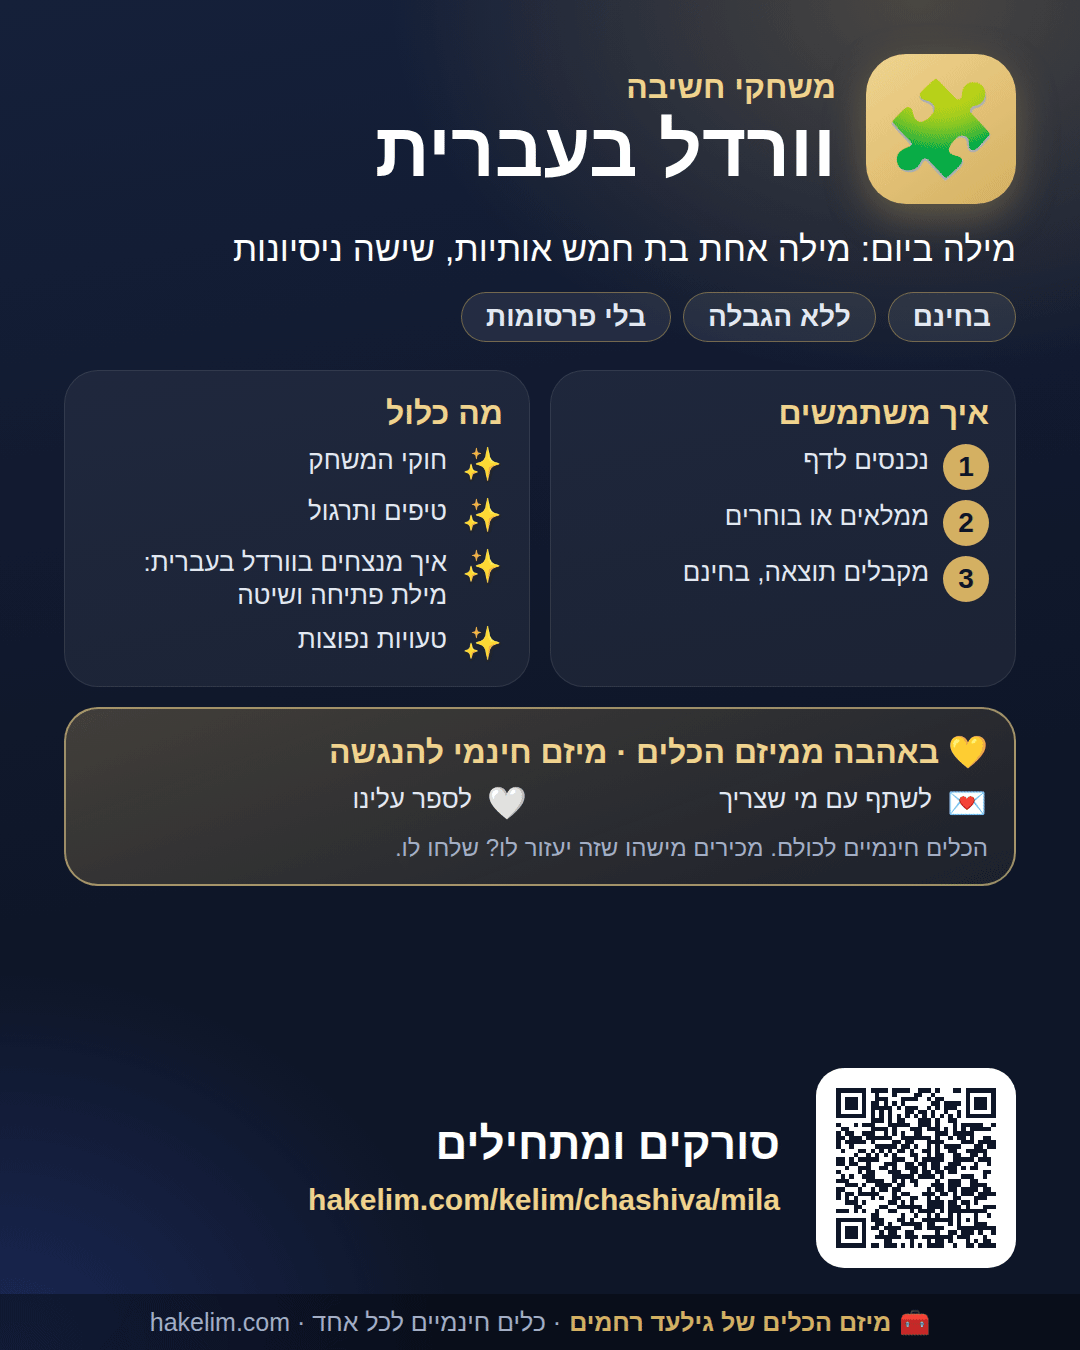 משחקי חשיבה
וורדל בעברית
מילה ביום: מילה אחת בת חמש אותיות, שישה ניסיונות
בחינם
ללא הגבלה
בלי פרסומות
איך משתמשים
1 נכנסים לדף
2 ממלאים או בוחרים
3 מקבלים תוצאה, בחינם
מה כלול
חוקי המשחק
טיפים ותרגול
איך מנצחים בוורדל בעברית:
מילת פתיחה ושיטה
טעויות נפוצות
באהבה ממיזם הכלים · מיזם חינמי להנגשה
לשתף עם מי שצריך
לספר עלינו
הכלים חינמיים לכולם. מכירים מישהו שזה יעזור לו? שלחו לו.
סורקים ומתחילים
hakelim.com/kelim/chashiva/mila
מיזם הכלים של גילעד רחמים · כלים חינמיים לכל אחד · hakelim.com